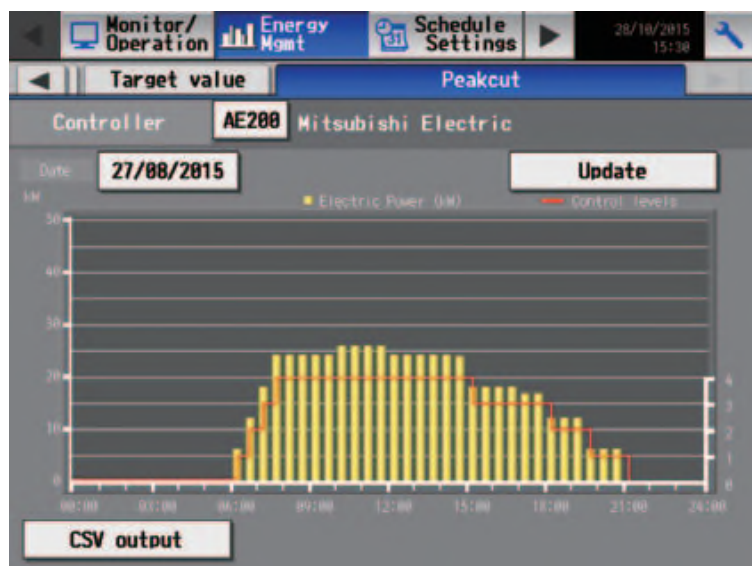 Monitor/ Operation Energy Mgmt Schedule Settings 28/10/2015 15:30
Target value Peakcut
Controller AE200 Mitsubishi Electric
Date 27/08/2015 Update
kW Electric Power (kW) Control levels
50
40
30
20 4
3
10 2
1
0 0
00:00 03:00 06:00 09:00 12:00 15:00 18:00 21:00 24:00
CSV output